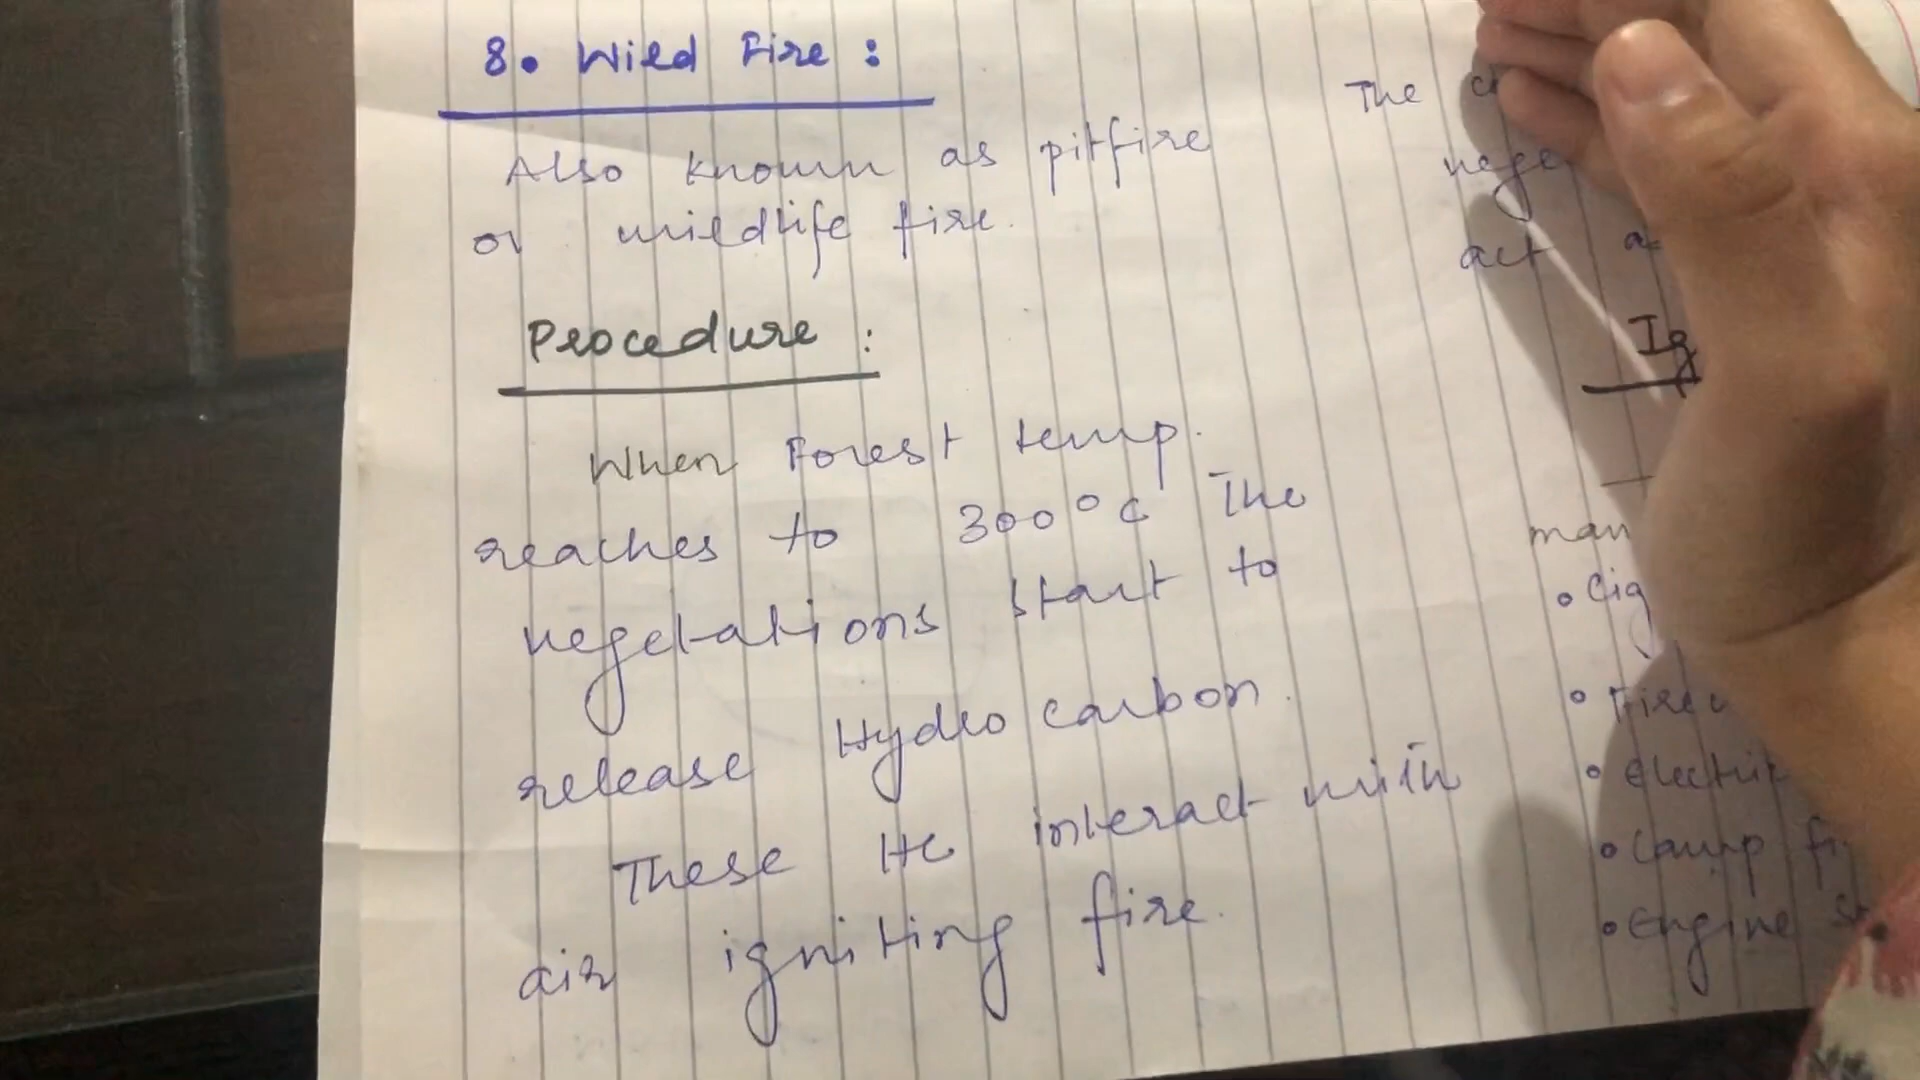 8. Wild Fire :
Also known as pitfire
or wildlife fire.
Procedure :
When Forest temp.
reaches to 300°C The
vegetations start to
release Hydro carbon.
These HC interact with
air igniting fire.
The
act
• Camp
• Engine